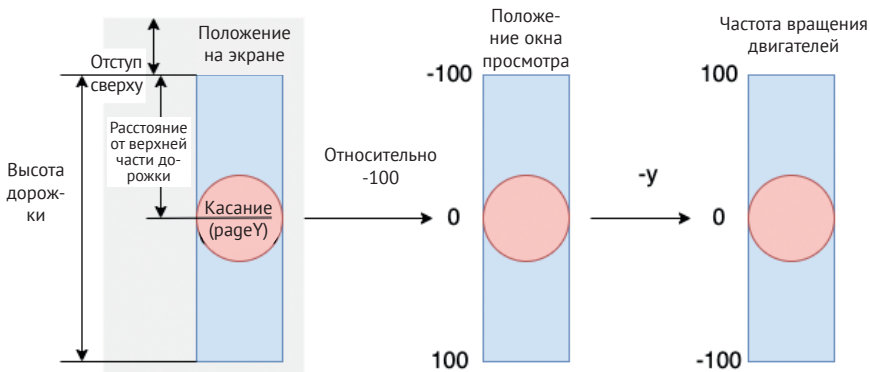 Положение
на экране
Отступ
сверху
Расстояние
от верхней
части до-
рожки
Высота
дорож-
ки
Касание
(pageY)
Относительно
-100
Положе-
ние окна
просмотра
-100
0
100
-y
Частота вращения
двигателей
100
0
-100